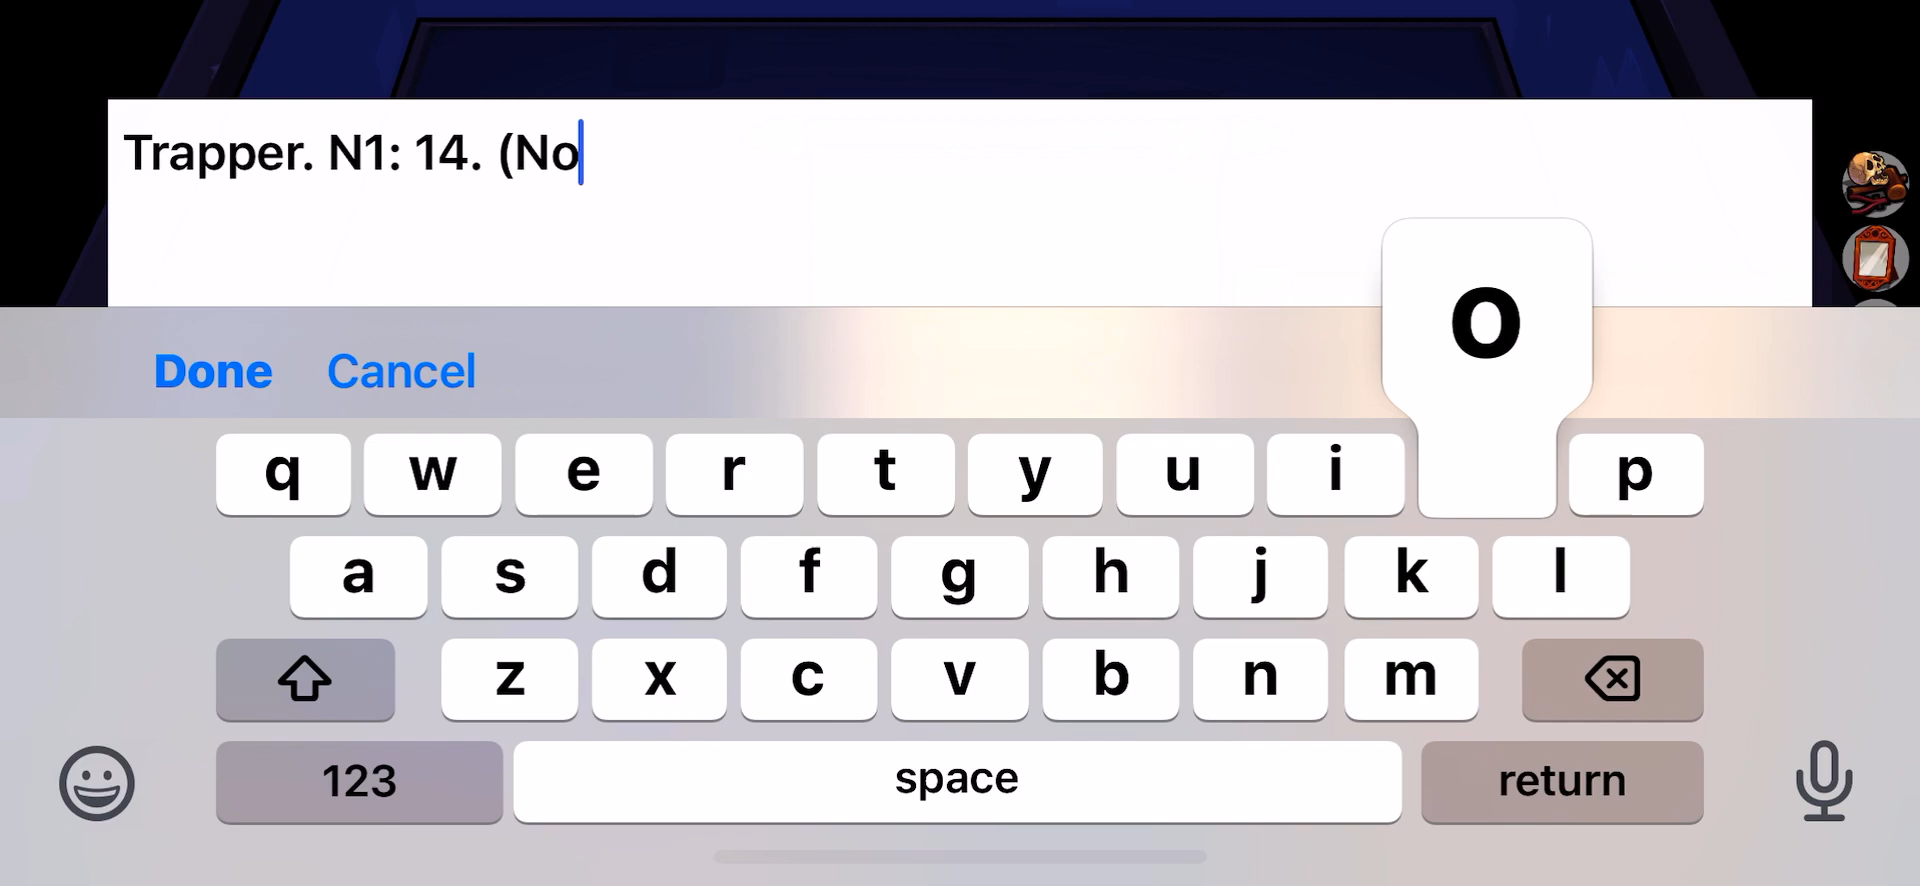 Trapper. N1: 14. (No
o
Done Cancel
q w e r t y u i p
a s d f g h j k l
z x c v b n m
123 space return